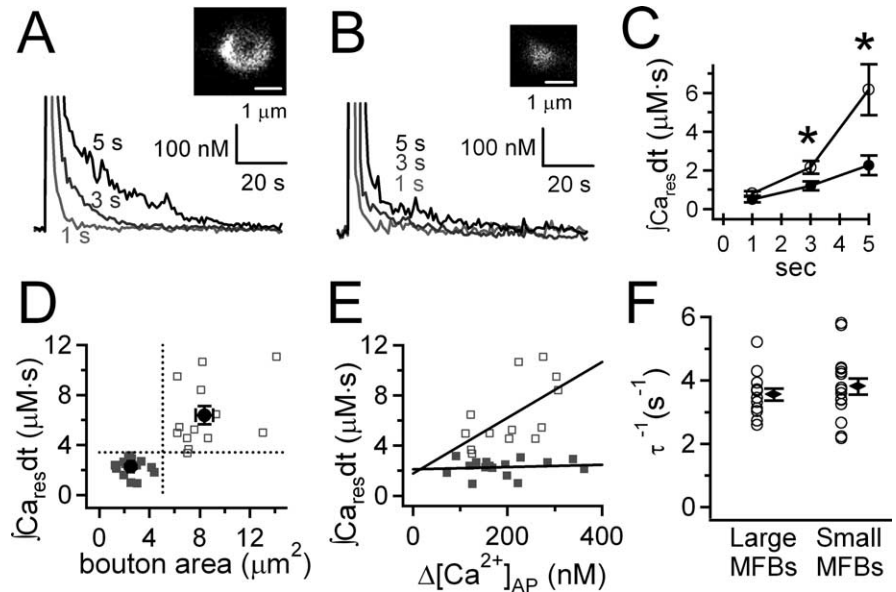 A
B
C
1 μm
1 μm
5 s
3 s
1 s
100 nM
20 s
5 s
3 s
1 s
100 nM
20 s
∫Ca_res dt (μM·s)
6
4
2
0
*
*
0 1 2 3 4 5
sec
D
E
F
∫Ca_res dt (μM·s)
12
8
4
0
0 4 8 12
bouton area (μm²)
∫Ca_res dt (μM·s)
12
8
4
0
0 200 400
Δ[Ca²⁺]_AP (nM)
τ⁻¹(s⁻¹)
6
4
2
0
Large
MFBs
Small
MFBs